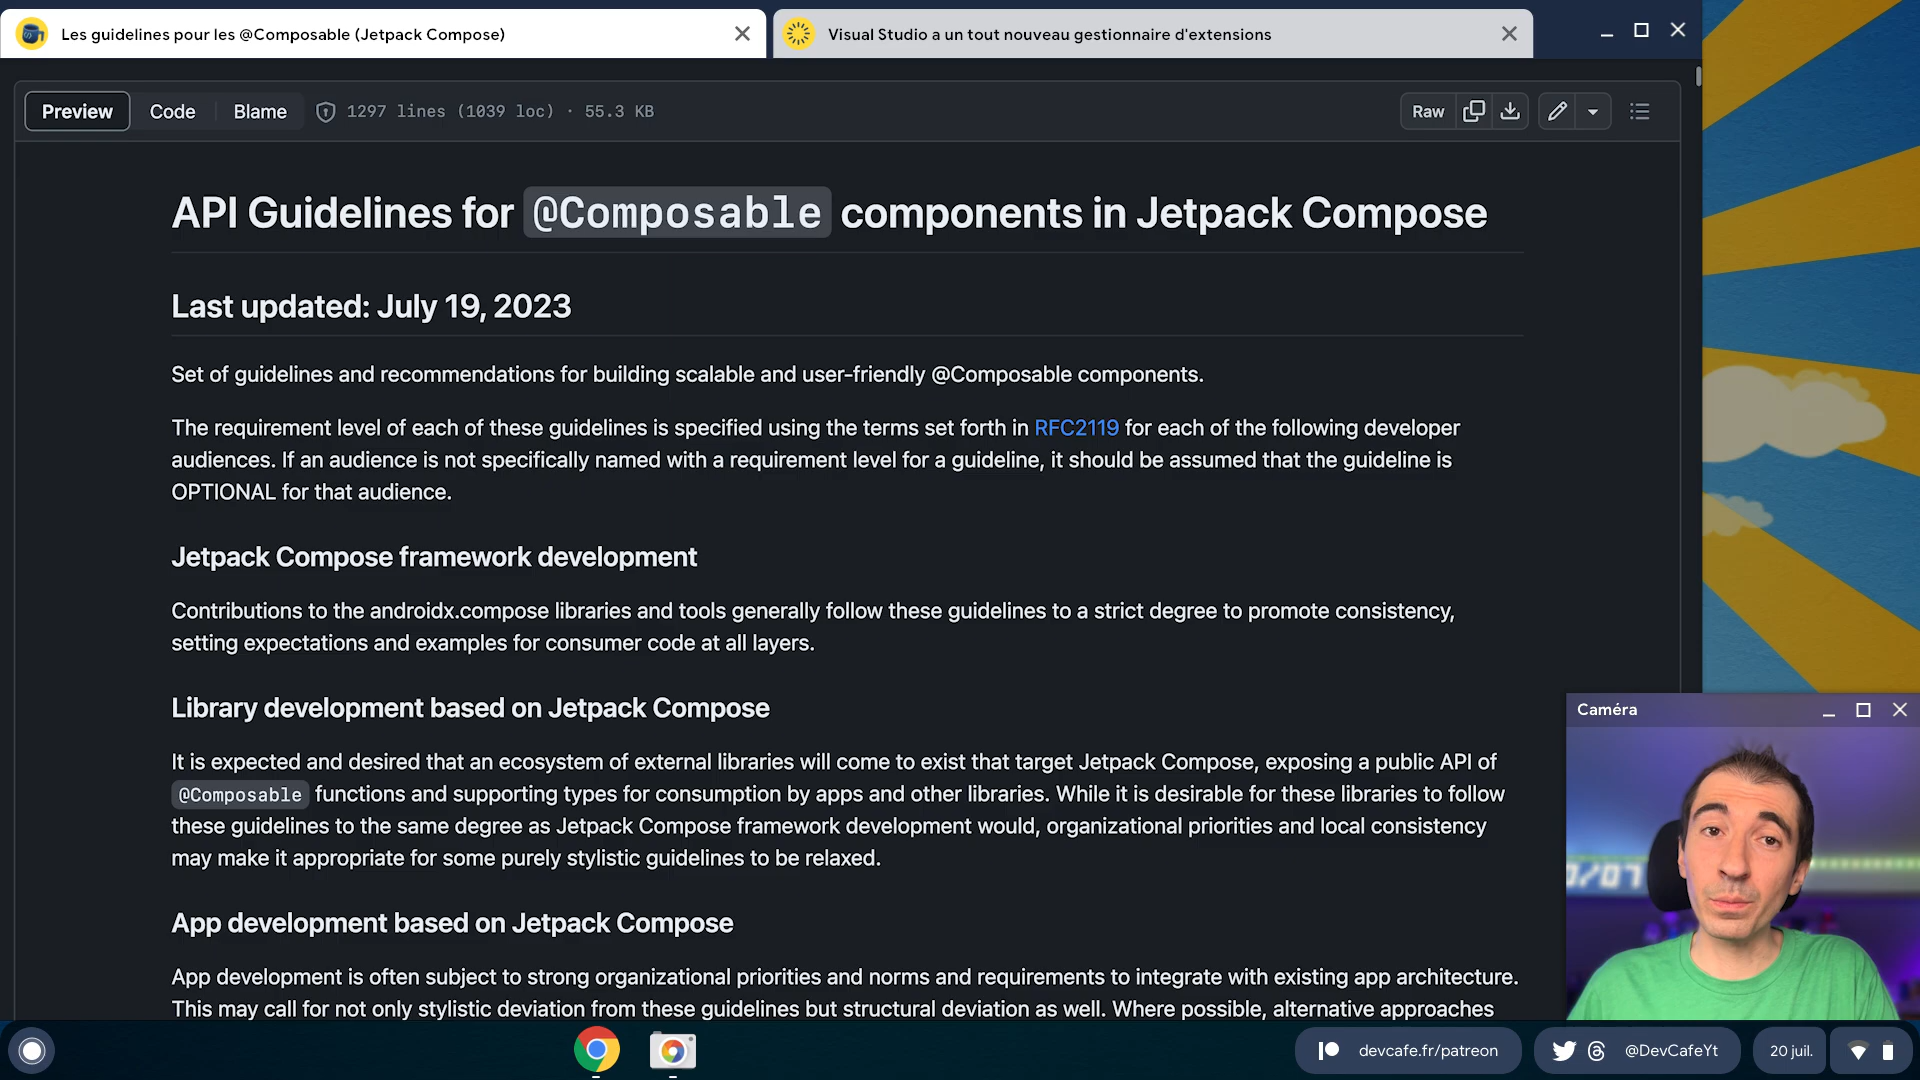 Les guidelines pour les @Composable (Jetpack Compose)
Visual Studio a un tout nouveau gestionnaire d'extensions
Preview
Code
Blame
1297 lines (1039 loc) · 55.3 KB
Raw
API Guidelines for @Composable components in Jetpack Compose
Last updated: July 19, 2023
Set of guidelines and recommendations for building scalable and user-friendly @Composable components.
The requirement level of each of these guidelines is specified using the terms set forth in RFC2119 for each of the following developer
audiences. If an audience is not specifically named with a requirement level for a guideline, it should be assumed that the guideline is
OPTIONAL for that audience.
Jetpack Compose framework development
Contributions to the androidx.compose libraries and tools generally follow these guidelines to a strict degree to promote consistency,
setting expectations and examples for consumer code at all layers.
Library development based on Jetpack Compose
It is expected and desired that an ecosystem of external libraries will come to exist that target Jetpack Compose, exposing a public API of
@Composable functions and supporting types for consumption by apps and other libraries. While it is desirable for these libraries to follow
these guidelines to the same degree as Jetpack Compose framework development would, organizational priorities and local consistency
may make it appropriate for some purely stylistic guidelines to be relaxed.
App development based on Jetpack Compose
App development is often subject to strong organizational priorities and norms and requirements to integrate with existing app architecture.
This may call for not only stylistic deviation from these guidelines but structural deviation as well. Where possible, alternative approaches
Caméra
0/07
devcafe.fr/patreon
@DevCafeYt
20 juil.